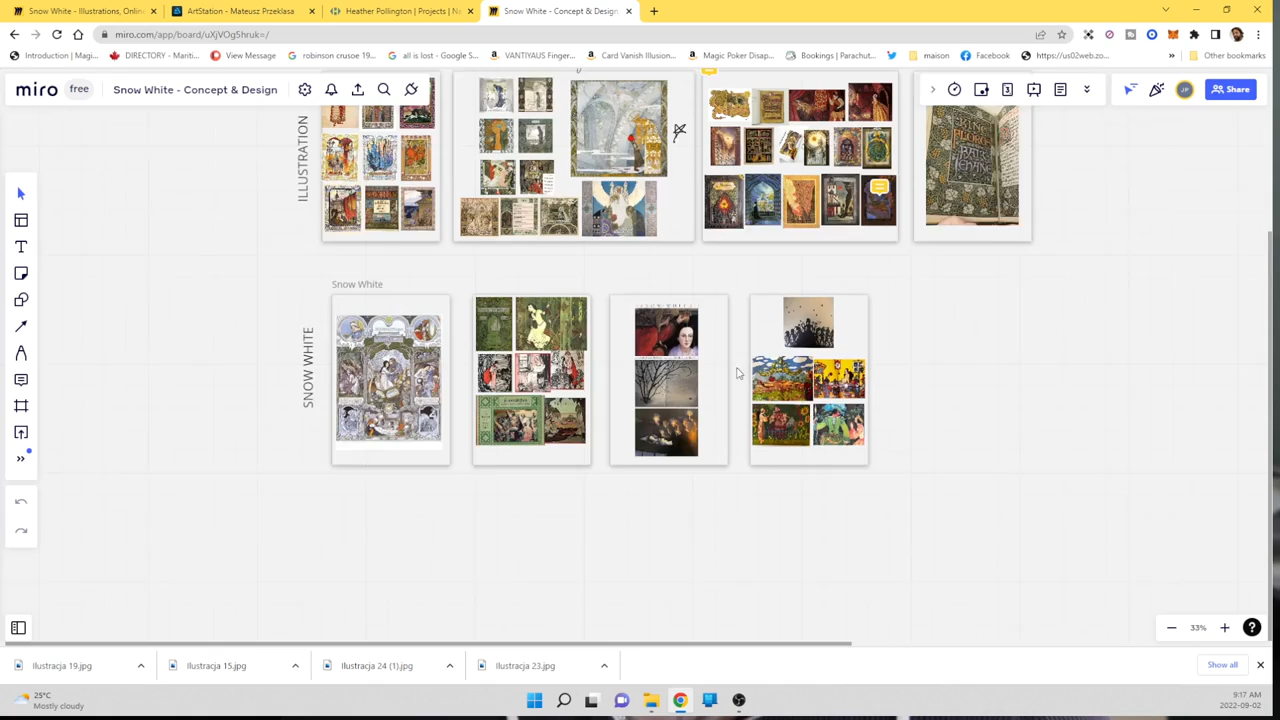 Snow White - Illustrations, Onlin
ArtStation - Mateusz Przeklasa
Heather Pollington | Projects | Na
Snow White - Concept & Design
miro.com/app/board/uXjVOgShruk=/
Introduction | Magi...
DIRECTORY - Mariti...
View Message
robinson crusoe 19...
all is lost - Google S...
VANTIYAUS Finger...
Card Vanish Illusion...
Magic Poker Disap...
Bookings | Parachut...
maison
Facebook
https://us02web.zo...
Other bookmarks
miro
free
Snow White - Concept & Design
JP
Share
ILLUSTRATION
Snow White
SNOW WHITE
33%
Ilustracja 19.jpg
Ilustracja 15.jpg
Ilustracja 24 (1).jpg
Ilustracja 23.jpg
Show all
25°C
Mostly cloudy
9:17 AM
2022-09-02